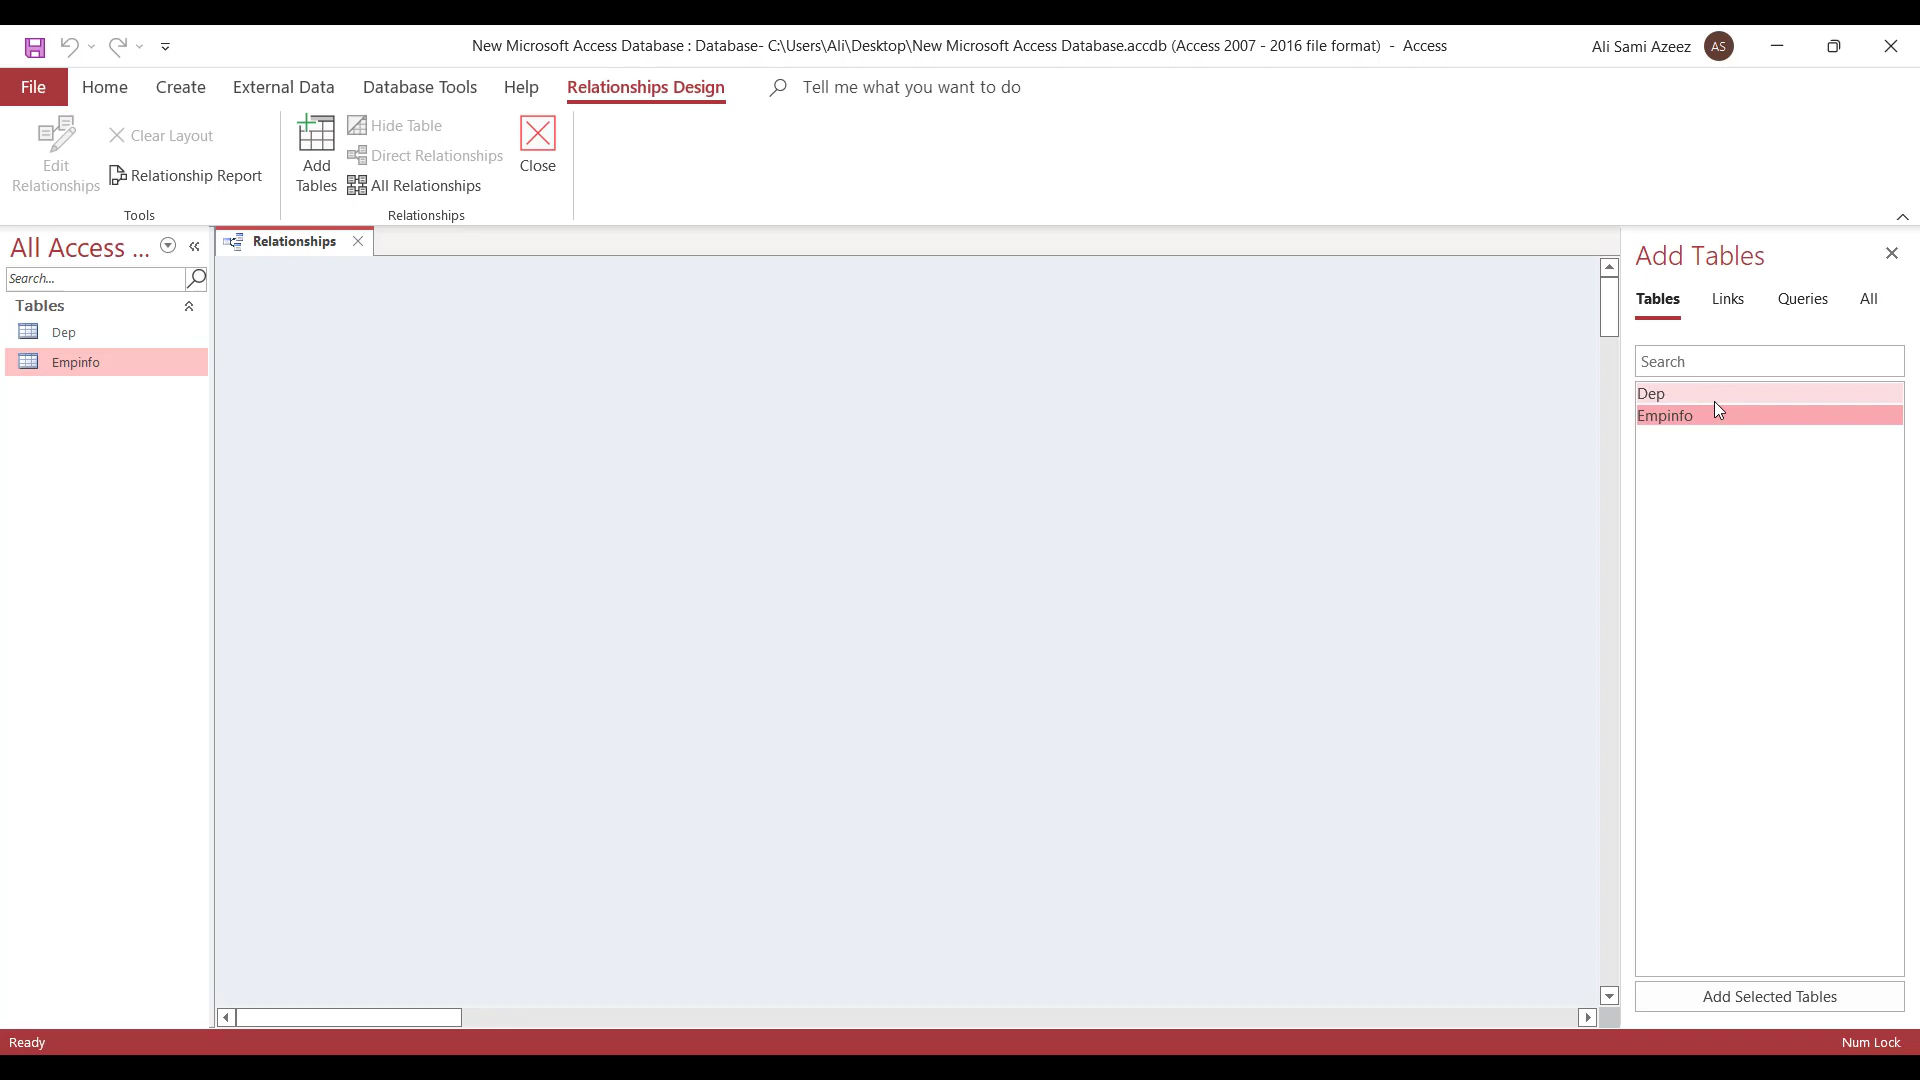 New Microsoft Access Database : Database- C:\Users\Ali\Desktop\New Microsoft Access Database.accdb (Access 2007 - 2016 file format) - Access
Ali Sami Azeez
AS
File
Home
Create
External Data
Database Tools
Help
Relationships Design
Tell me what you want to do
Edit
Relationships
Clear Layout
Relationship Report
Tools
Add
Tables
Hide Table
Direct Relationships
All Relationships
Close
Relationships
All Access ...
Search...
Tables
Dep
Empinfo
Relationships
Add Tables
Tables
Links
Queries
All
Search
Dep
Empinfo
Add Selected Tables
Ready
Num Lock